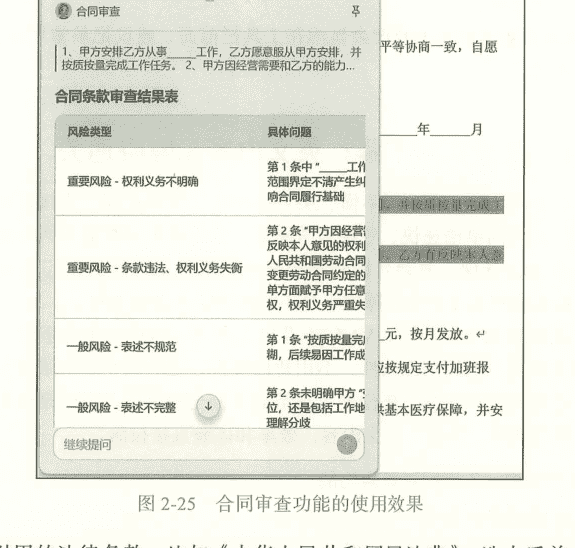 合同审查
1、甲方安排乙方从事_____工作，乙方愿意服从甲方安排，并
按质按量完成工作任务。 2、甲方因经营需要和乙方的能力...
平等协商一致，自愿
合同条款审查结果表
风险类型
具体问题
_____年_____月
重要风险 - 权利义务不明确
第 1 条中 “_____工作
范围界定不清产生纠
响合同履行基础
并按质按量完成工
重要风险 - 条款违法、权利义务失衡
第 2 条 “甲方因经营
反映本人意见的权利
人民共和国劳动合同
变更劳动合同约定的
单方面赋予甲方任意
权，权利义务严重失
乙方有反映本人意
一般风险 - 表述不规范
第 1 条 “按质按量完
糊，后续易因工作成
元，按月发放。↵
应按规定支付加班报
一般风险 - 表述不完整
第 2 条未明确甲方 “
位，还是包括工作地
理解分歧
基本医疗保障，并安
继续提问
图 2-25 合同审查功能的使用效果